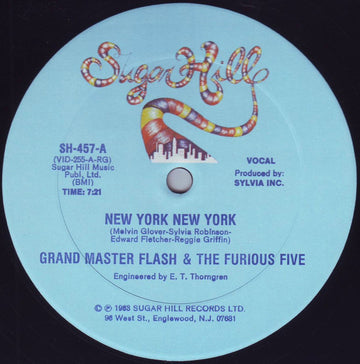 Sugar Hill
SH-457-A
(VID-255-A-RG)
Sugar Hill Music
Publ, Ltd.
(BMI)
TIME: 7:21
VOCAL
Produced by:
SYLVIA INC.
NEW YORK NEW YORK
(Melvin Glover-Sylvia Robinson-
Edward Fletcher-Reggie Griffin)
GRAND MASTER FLASH & THE FURIOUS FIVE
Engineered by E. T. Thorngren
© ℗ 1983 SUGAR HILL RECORDS LTD.
96 West St., Englewood, N.J. 07631